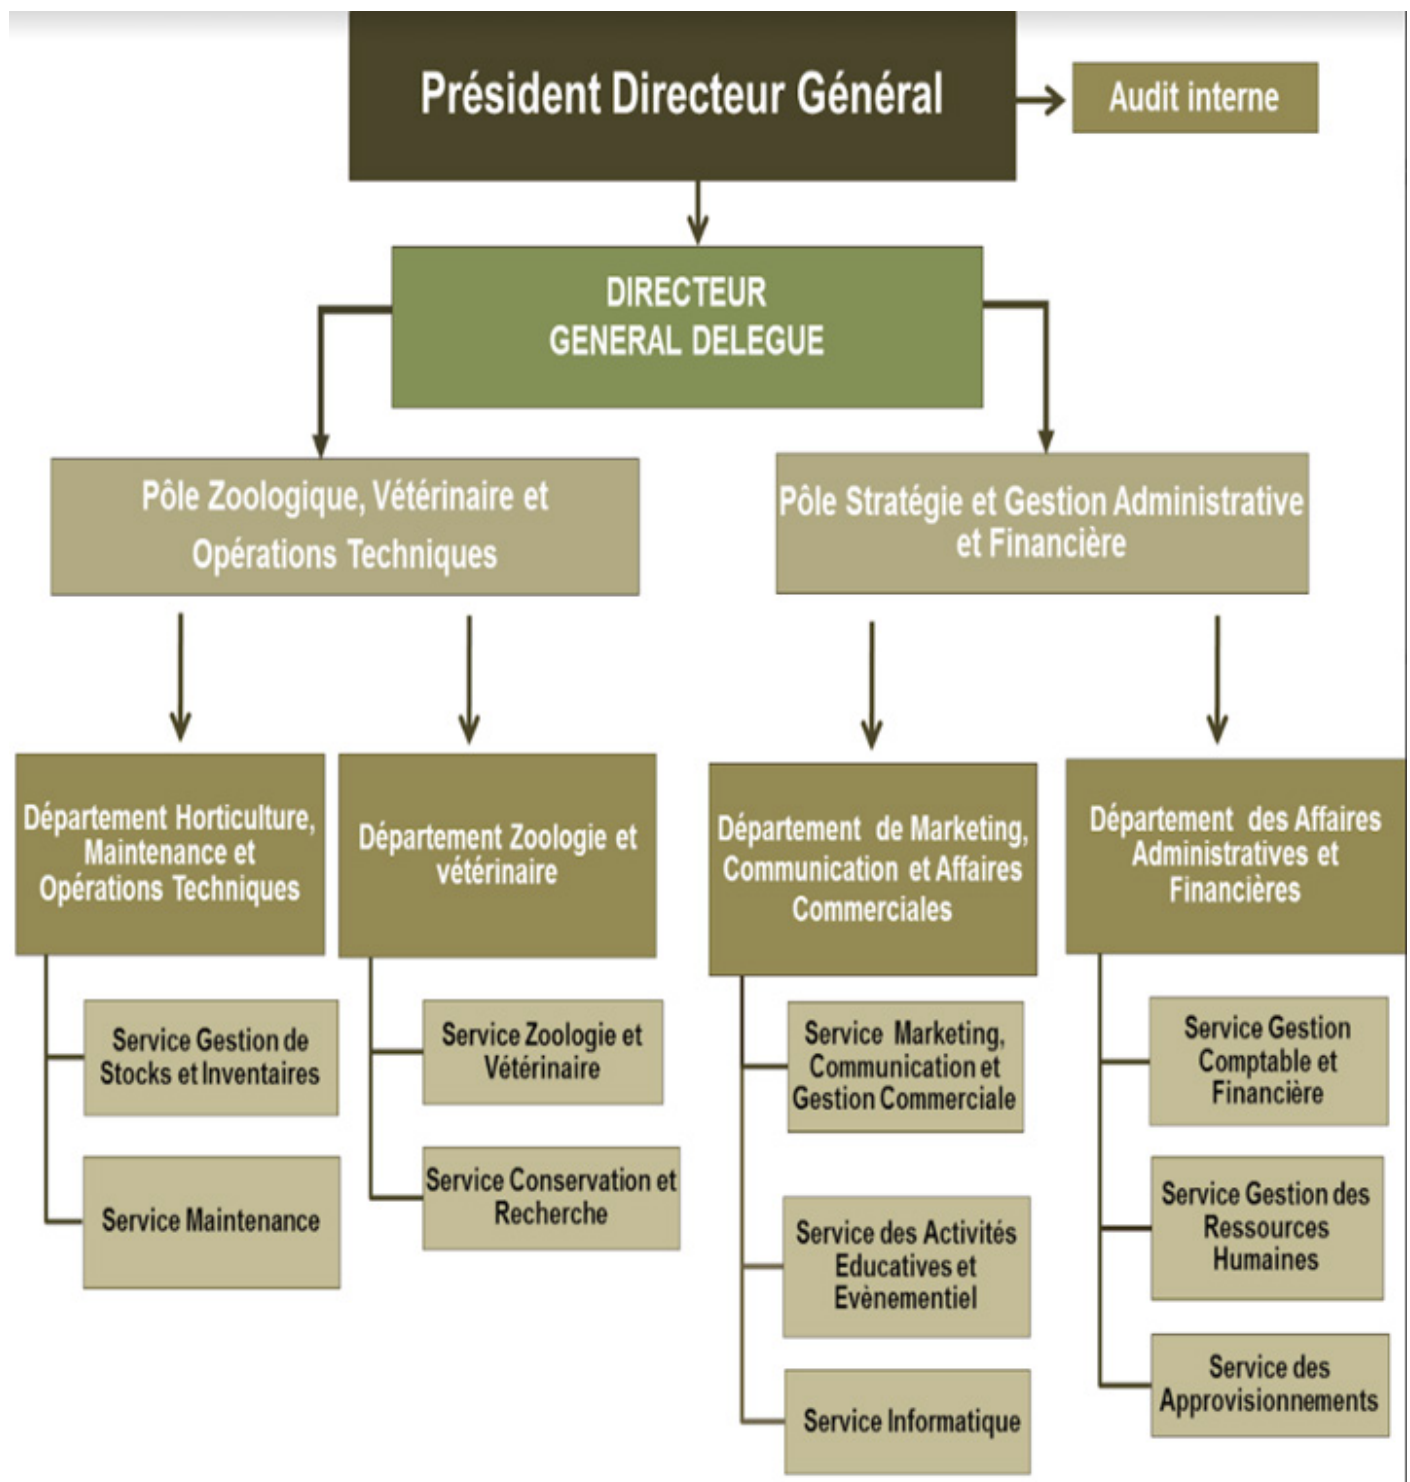 Président Directeur Général
Audit interne
DIRECTEUR
GENERAL DELEGUE
Pôle Zoologique, Vétérinaire et
Opérations Techniques
Pôle Stratégie et Gestion Administrative
et Financière
Département Horticulture,
Maintenance et
Opérations Techniques
Département Zoologie et
vétérinaire
Département de Marketing,
Communication et Affaires
Commerciales
Département des Affaires
Administratives et
Financières
Service Gestion de
Stocks et Inventaires
Service Maintenance
Service Zoologie et
Vétérinaire
Service Conservation et
Recherche
Service Marketing,
Communication et
Gestion Commerciale
Service des Activités
Educatives et
Evènementiel
Service Informatique
Service Gestion
Comptable et
Financière
Service Gestion des
Ressources
Humaines
Service des
Approvisionnements